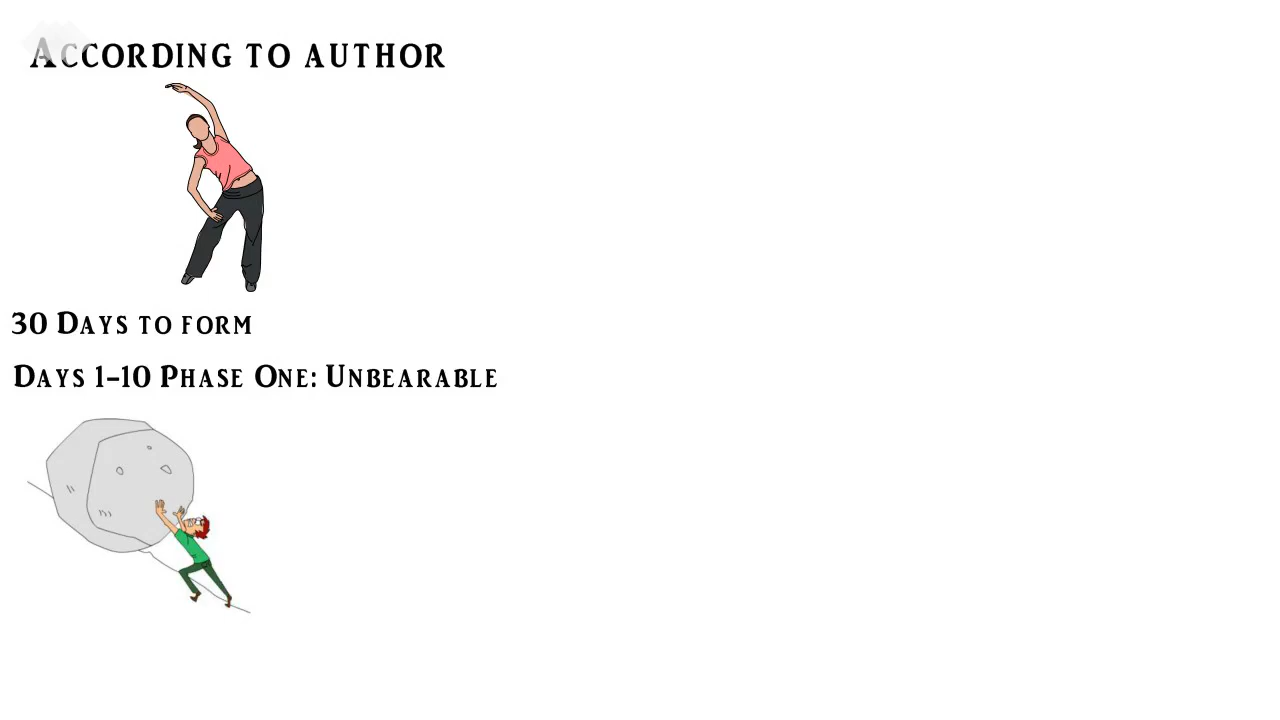 According to author
30 Days to form
Days 1-10 Phase One: Unbearable